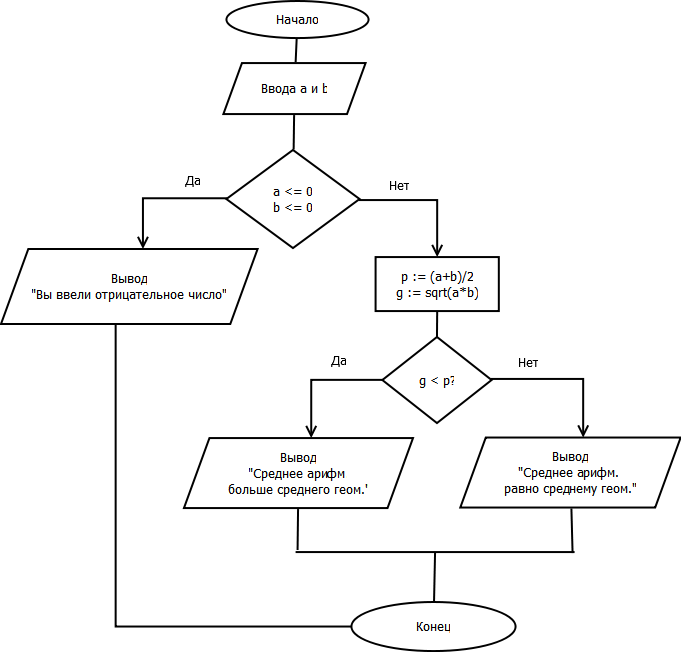 Начало
Ввода a и b
Да
Нет
a <= 0
b <= 0
Вывод
"Вы ввели отрицательное число"
p := (a+b)/2
g := sqrt(a*b)
Да
Нет
g < p?
Вывод
"Среднее арифм
больше среднего геом.'
Вывод
"Среднее арифм.
равно среднему геом."
Конец